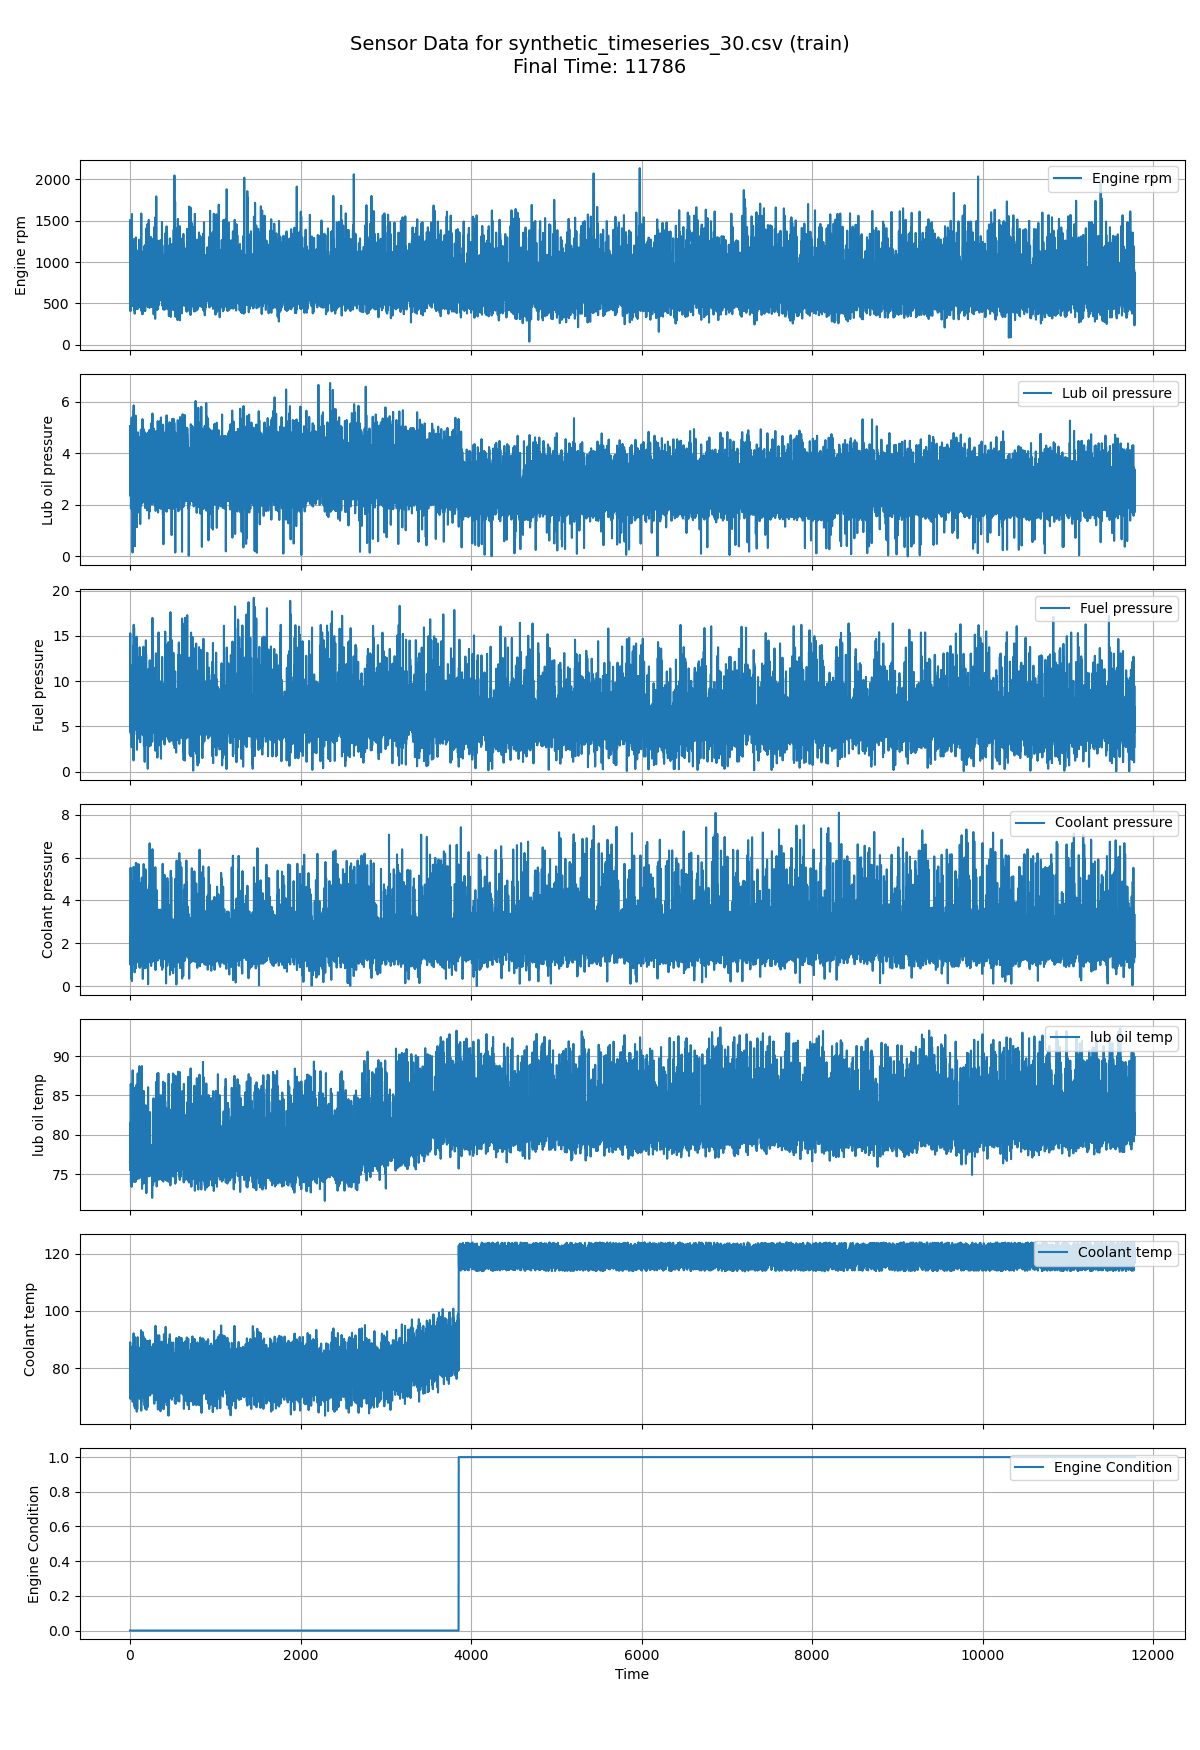 Sensor Data for synthetic_timeseries_30.csv (train)
Final Time: 11786
Engine rpm
2000
1500
1000
500
0
Engine rpm
Lub oil pressure
6
4
2
0
Lub oil pressure
Fuel pressure
20
15
10
5
0
Fuel pressure
Coolant pressure
8
6
4
2
0
Coolant pressure
lub oil temp
90
85
80
75
lub oil temp
Coolant temp
120
100
80
Coolant temp
Engine Condition
1.0
0.8
0.6
0.4
0.2
0.0
Engine Condition
0 2000 4000 6000 8000 10000 12000
Time